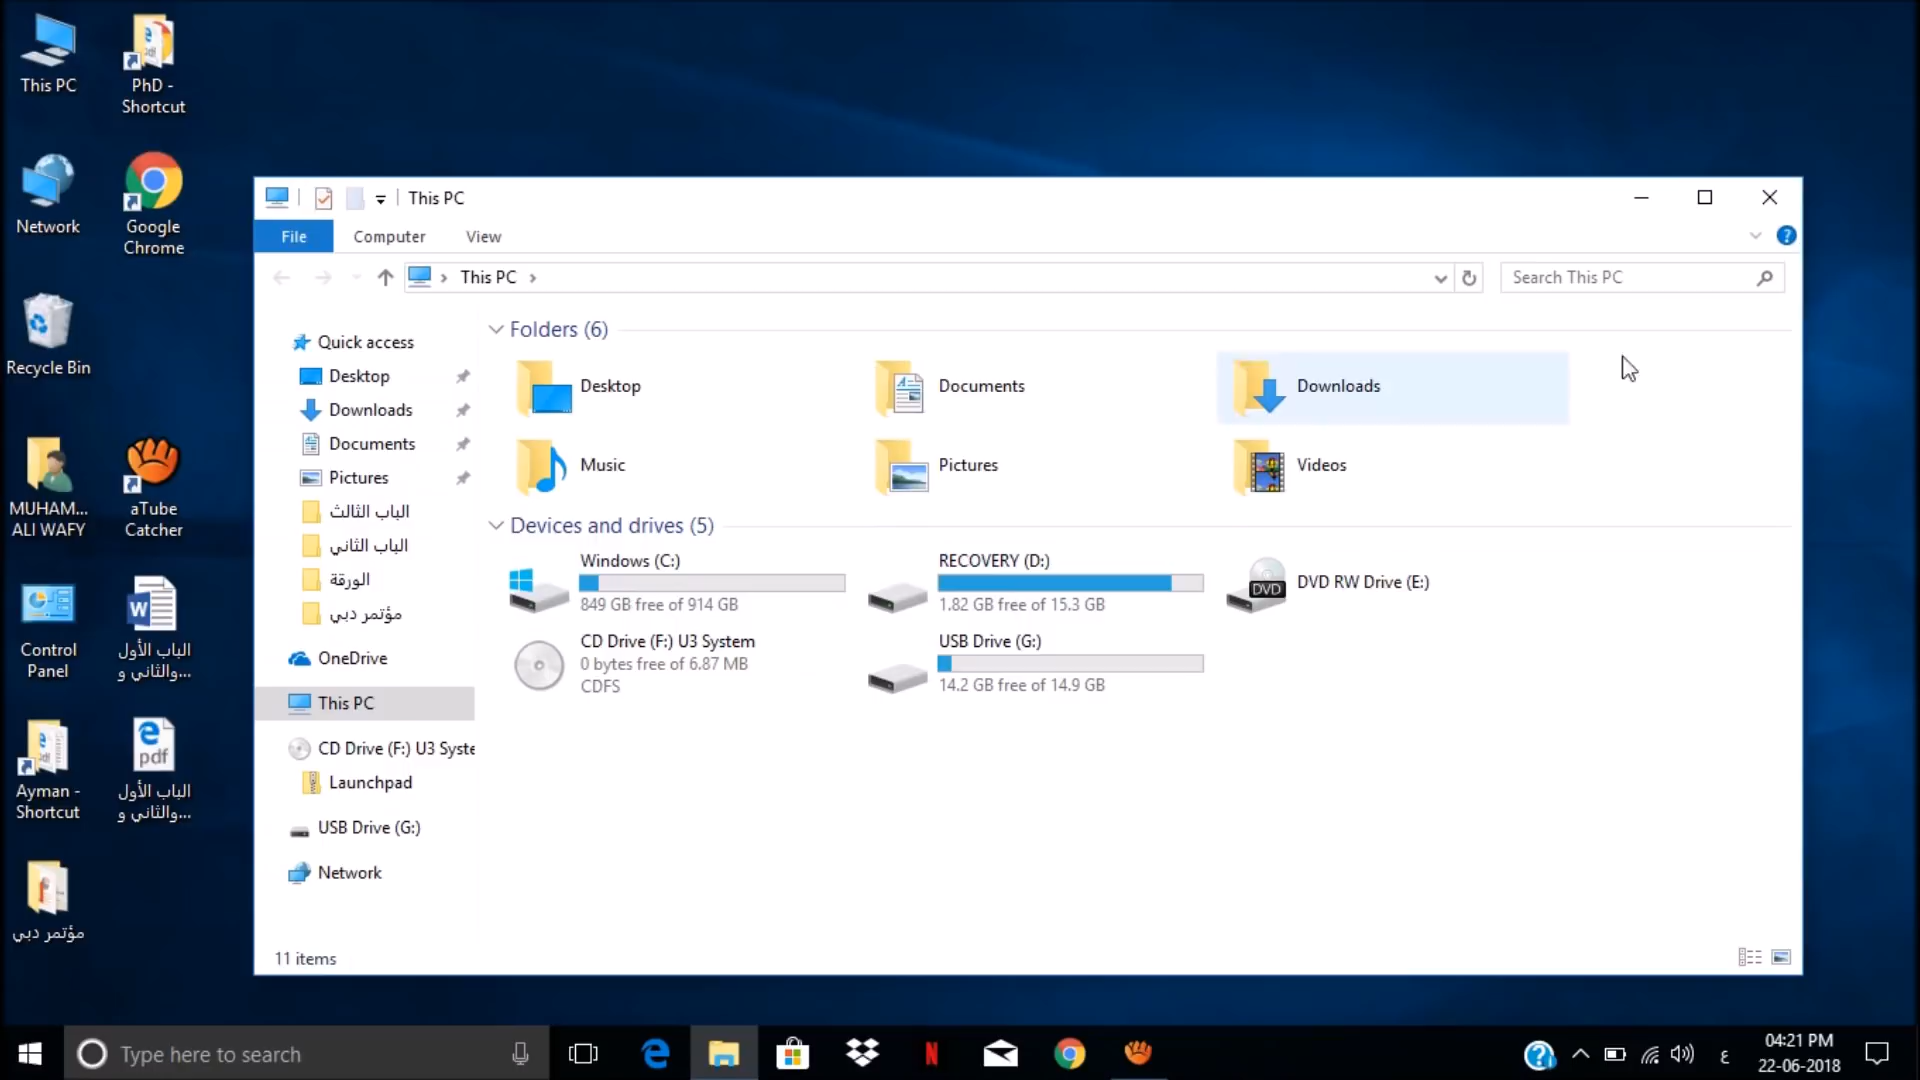 This PC
PhD -
Shortcut
Network
Google
Chrome
Recycle Bin
MUHAM...
ALI WAFY
aTube
Catcher
Control
Panel
الباب الأول
والثاني و...
Ayman -
Shortcut
pdf
الباب الأول
والثاني و...
مؤتمر دبي
This PC
File
Computer
View
This PC
Search This PC
Quick access
Desktop
Downloads
Documents
Pictures
الباب الثالث
الباب الثاني
الورقة
مؤتمر دبي
OneDrive
This PC
CD Drive (F:) U3 Syste
Launchpad
USB Drive (G:)
Network
Folders (6)
Desktop
Documents
Downloads
Music
Pictures
Videos
Devices and drives (5)
Windows (C:)
849 GB free of 914 GB
RECOVERY (D:)
1.82 GB free of 15.3 GB
DVD
DVD RW Drive (E:)
CD Drive (F:) U3 System
0 bytes free of 6.87 MB
CDFS
USB Drive (G:)
14.2 GB free of 14.9 GB
11 items
Type here to search
ع
04:21 PM
22-06-2018